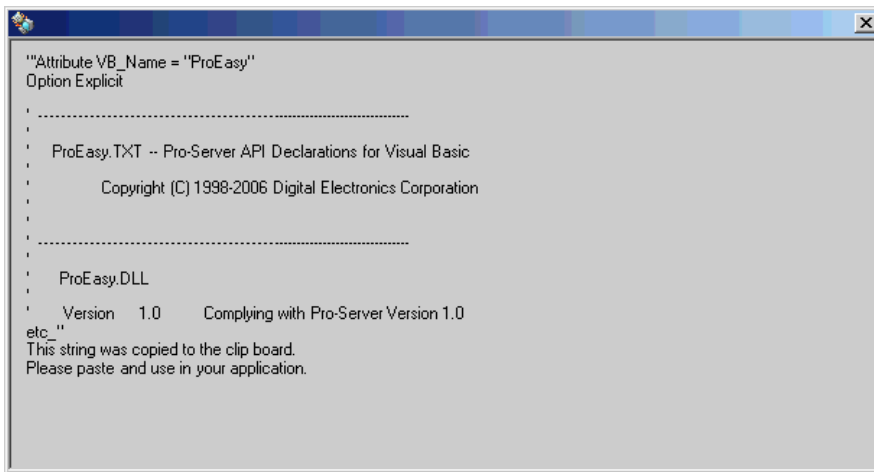 "'Attribute VB_Name = "ProEasy"
Option Explicit
' --------------------------------------------------------------------------
'
'    ProEasy.TXT -- Pro-Server API Declarations for Visual Basic
'
'            Copyright (C) 1998-2006 Digital Electronics Corporation
'
'
' --------------------------------------------------------------------------
'
'     ProEasy.DLL
'
'     Version    1.0       Complying with Pro-Server Version 1.0
etc_"
This string was copied to the clip board.
Please paste and use in your application.